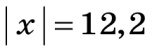 |x| = 12,2